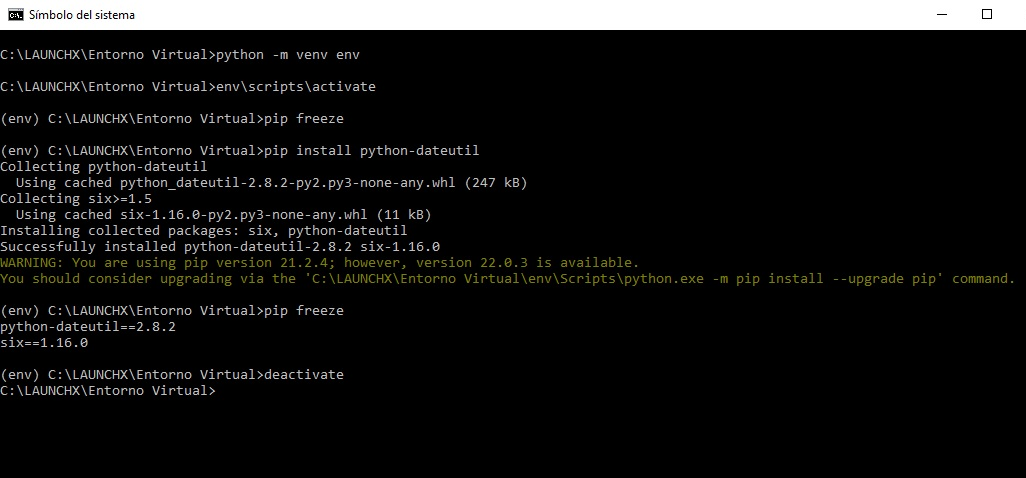 Símbolo del sistema
C:\LAUNCHX\Entorno Virtual>python -m venv env
C:\LAUNCHX\Entorno Virtual>env\scripts\activate
(env) C:\LAUNCHX\Entorno Virtual>pip freeze
(env) C:\LAUNCHX\Entorno Virtual>pip install python-dateutil
Collecting python-dateutil
  Using cached python_dateutil-2.8.2-py2.py3-none-any.whl (247 kB)
Collecting six>=1.5
  Using cached six-1.16.0-py2.py3-none-any.whl (11 kB)
Installing collected packages: six, python-dateutil
Successfully installed python-dateutil-2.8.2 six-1.16.0
WARNING: You are using pip version 21.2.4; however, version 22.0.3 is available.
You should consider upgrading via the 'C:\LAUNCHX\Entorno Virtual\env\Scripts\python.exe -m pip install --upgrade pip' command.
(env) C:\LAUNCHX\Entorno Virtual>pip freeze
python-dateutil==2.8.2
six==1.16.0
(env) C:\LAUNCHX\Entorno Virtual>deactivate
C:\LAUNCHX\Entorno Virtual>